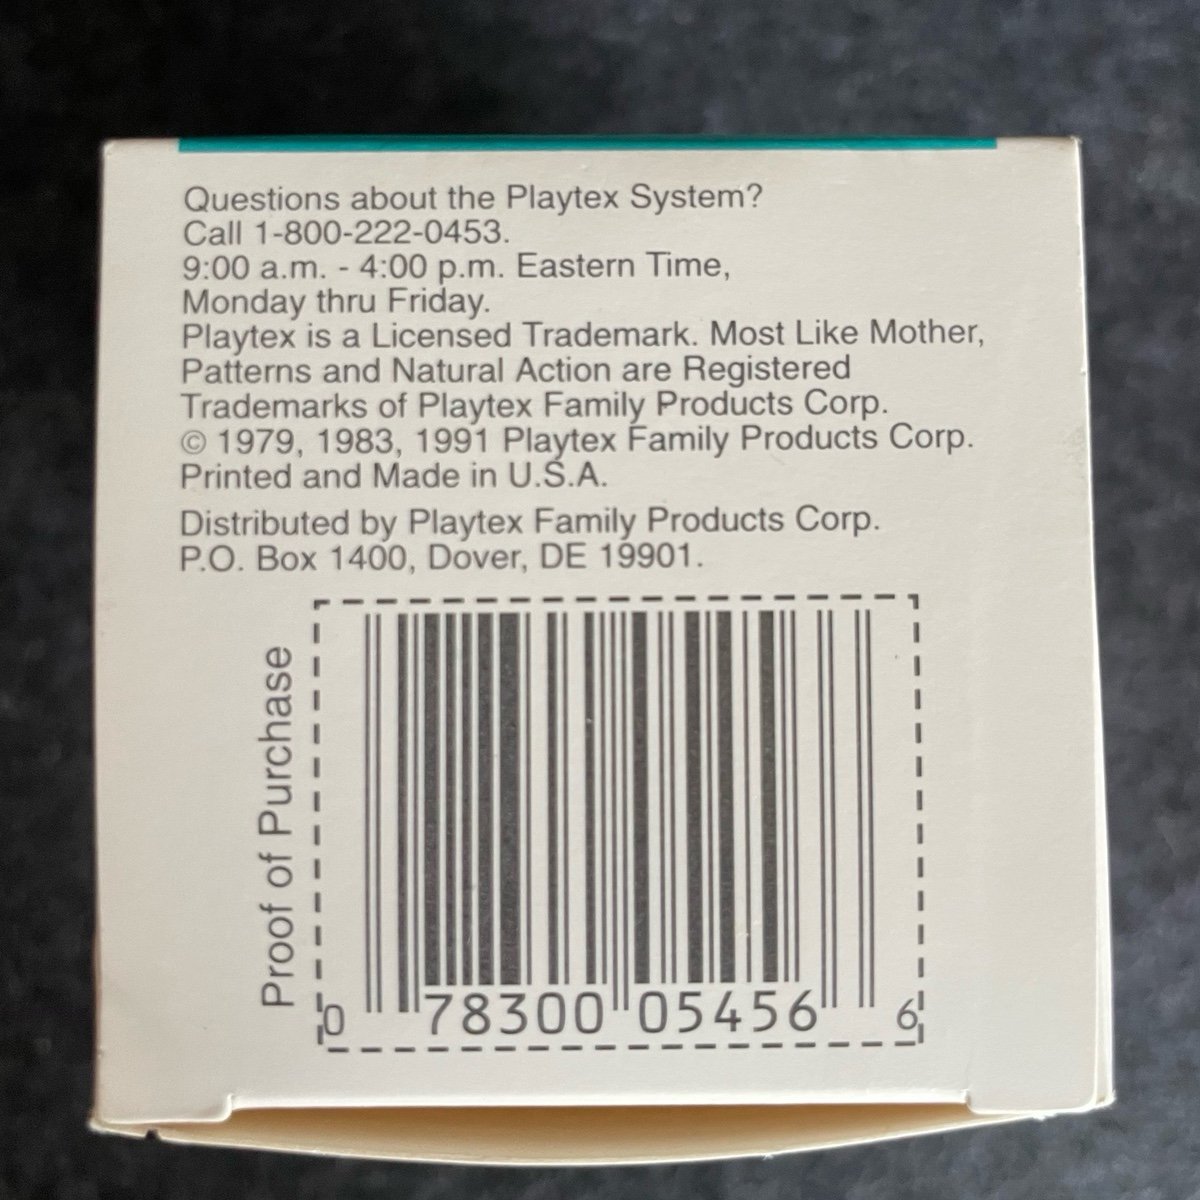 Questions about the Playtex System?
Call 1-800-222-0453.
9:00 a.m. - 4:00 p.m. Eastern Time,
Monday thru Friday.
Playtex is a Licensed Trademark. Most Like Mother,
Patterns and Natural Action are Registered
Trademarks of Playtex Family Products Corp.
© 1979, 1983, 1991 Playtex Family Products Corp.
Printed and Made in U.S.A.
Distributed by Playtex Family Products Corp.
P.O. Box 1400, Dover, DE 19901.
Proof of Purchase
0 78300 05456 6